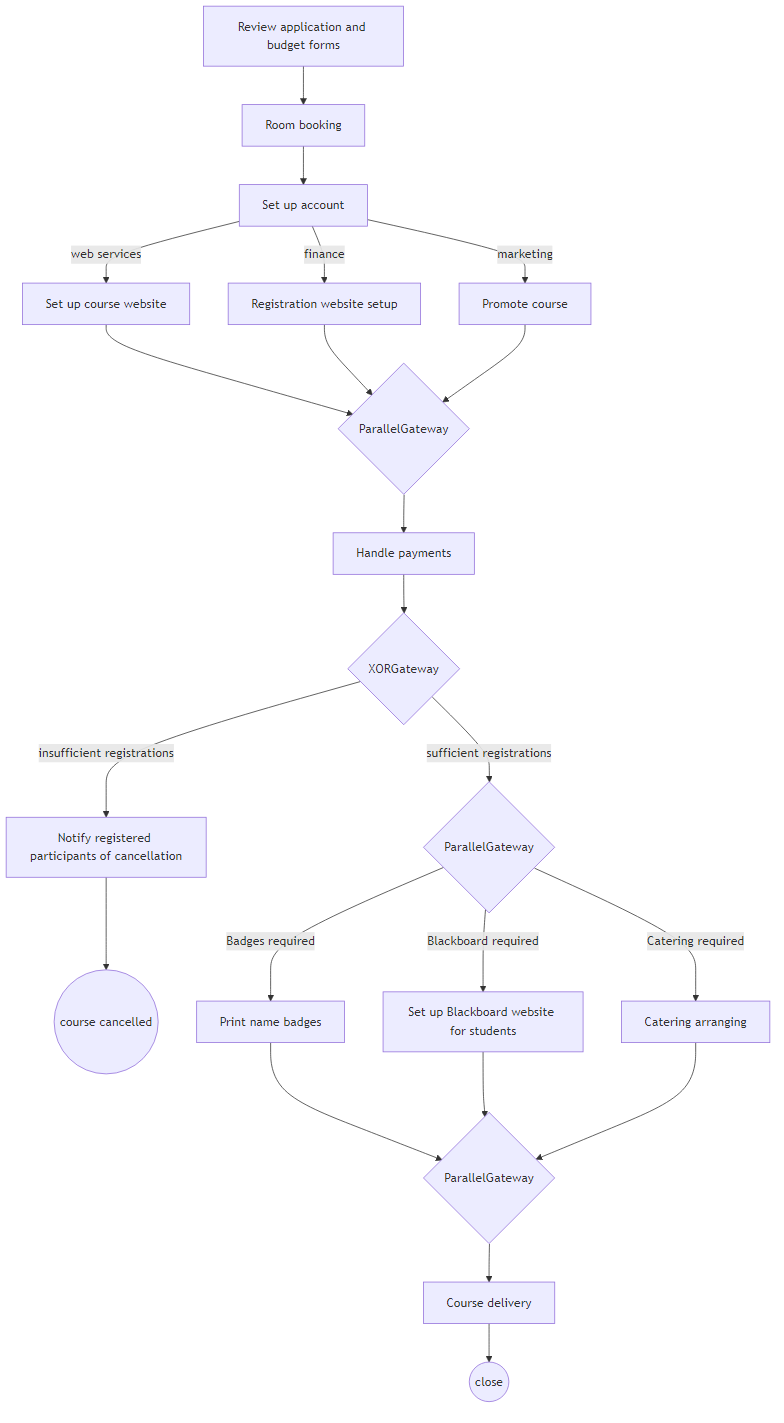 Review application and
budget forms
Room booking
Set up account
web services
finance
marketing
Set up course website
Registration website setup
Promote course
ParallelGateway
Handle payments
XORGateway
insufficient registrations
sufficient registrations
Notify registered
participants of cancellation
ParallelGateway
Badges required
Blackboard required
Catering required
course cancelled
Print name badges
Set up Blackboard website
for students
Catering arranging
ParallelGateway
Course delivery
close